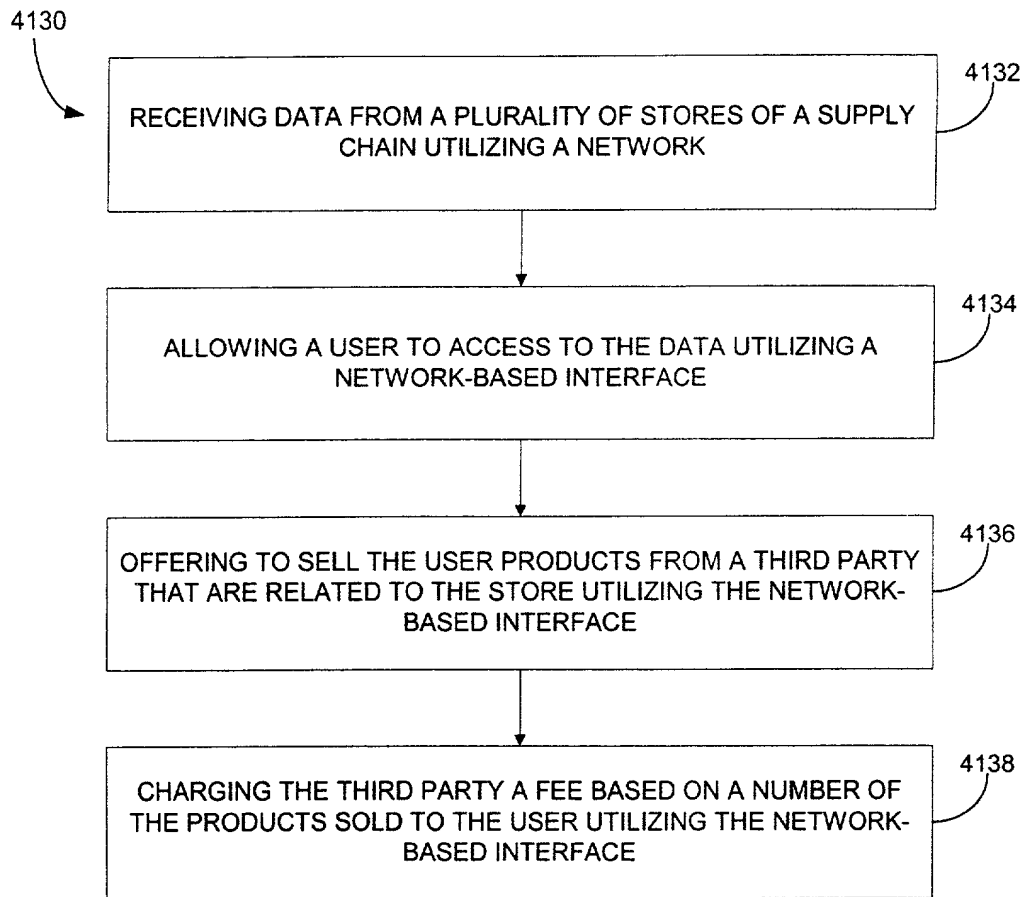 4130
4132
RECEIVING DATA FROM A PLURALITY OF STORES OF A SUPPLY
CHAIN UTILIZING A NETWORK
4134
ALLOWING A USER TO ACCESS TO THE DATA UTILIZING A
NETWORK-BASED INTERFACE
4136
OFFERING TO SELL THE USER PRODUCTS FROM A THIRD PARTY
THAT ARE RELATED TO THE STORE UTILIZING THE NETWORK-
BASED INTERFACE
4138
CHARGING THE THIRD PARTY A FEE BASED ON A NUMBER OF
THE PRODUCTS SOLD TO THE USER UTILIZING THE NETWORK-
BASED INTERFACE